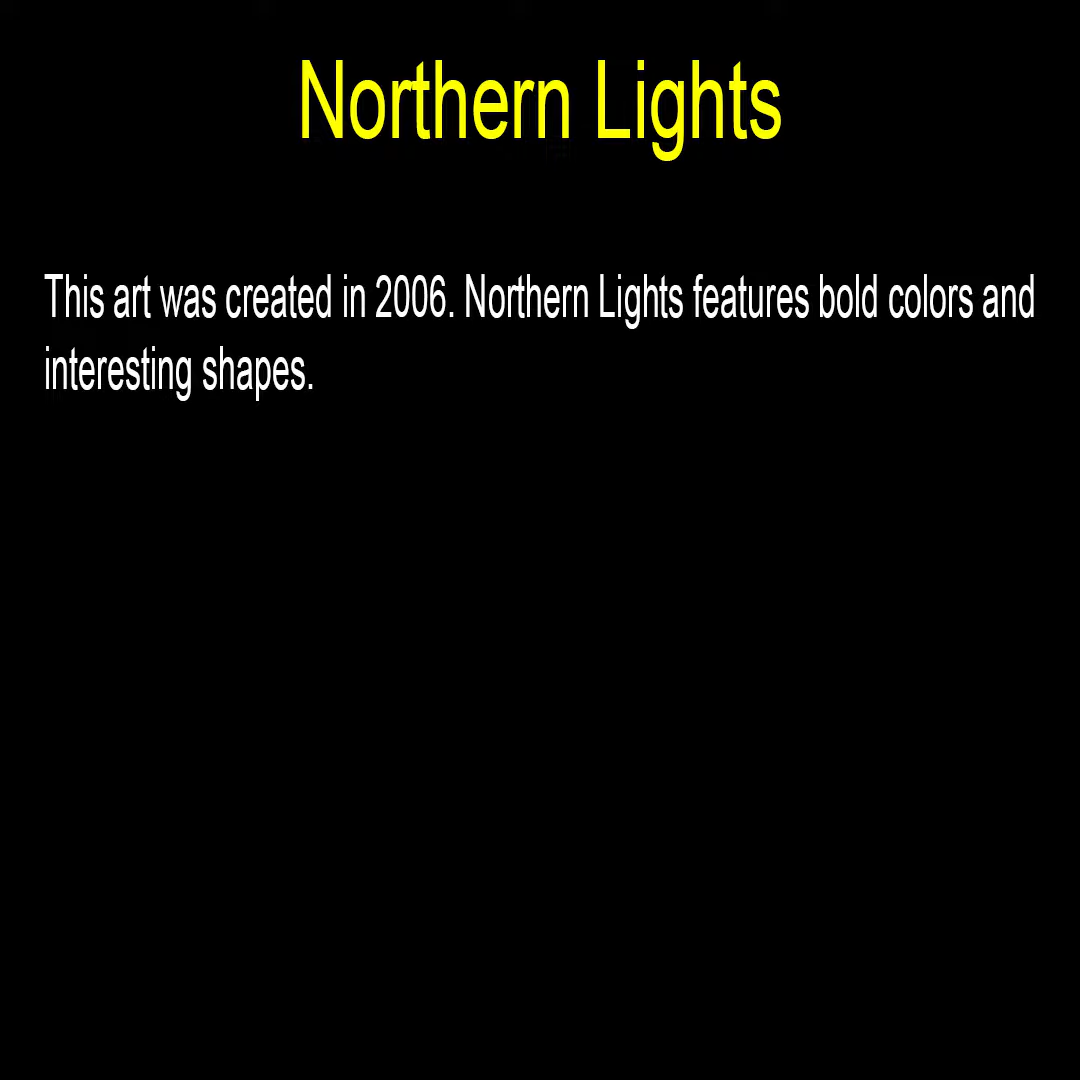 Northern Lights
This art was created in 2006. Northern Lights features bold colors and
interesting shapes.